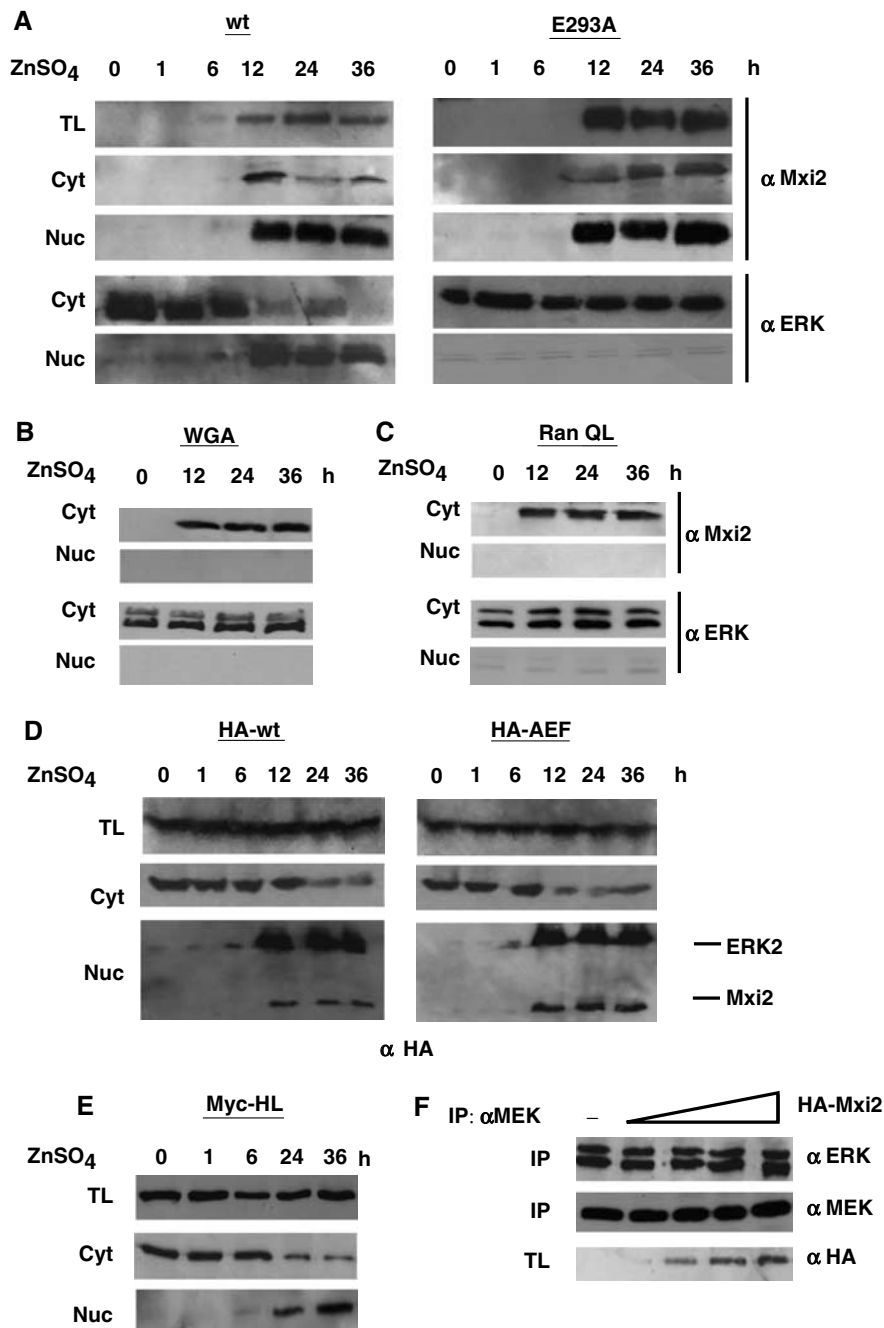 A
wt
E293A
ZnSO4 0 1 6 12 24 36
0 1 6 12 24 36 h
TL
Cyt
Nuc
α Mxi2
Cyt
Nuc
α ERK
B
WGA
ZnSO4 0 12 24 36 h
Cyt
Nuc
Cyt
Nuc
C
Ran QL
ZnSO4 0 12 24 36 h
Cyt
Nuc
α Mxi2
Cyt
Nuc
α ERK
D
HA-wt
HA-AEF
ZnSO4 0 1 6 12 24 36
0 1 6 12 24 36 h
TL
Cyt
Nuc
ERK2
Mxi2
α HA
E
Myc-HL
ZnSO4 0 1 6 24 36 h
TL
Cyt
Nuc
F
IP: αMEK – HA-Mxi2
IP α ERK
IP α MEK
TL α HA